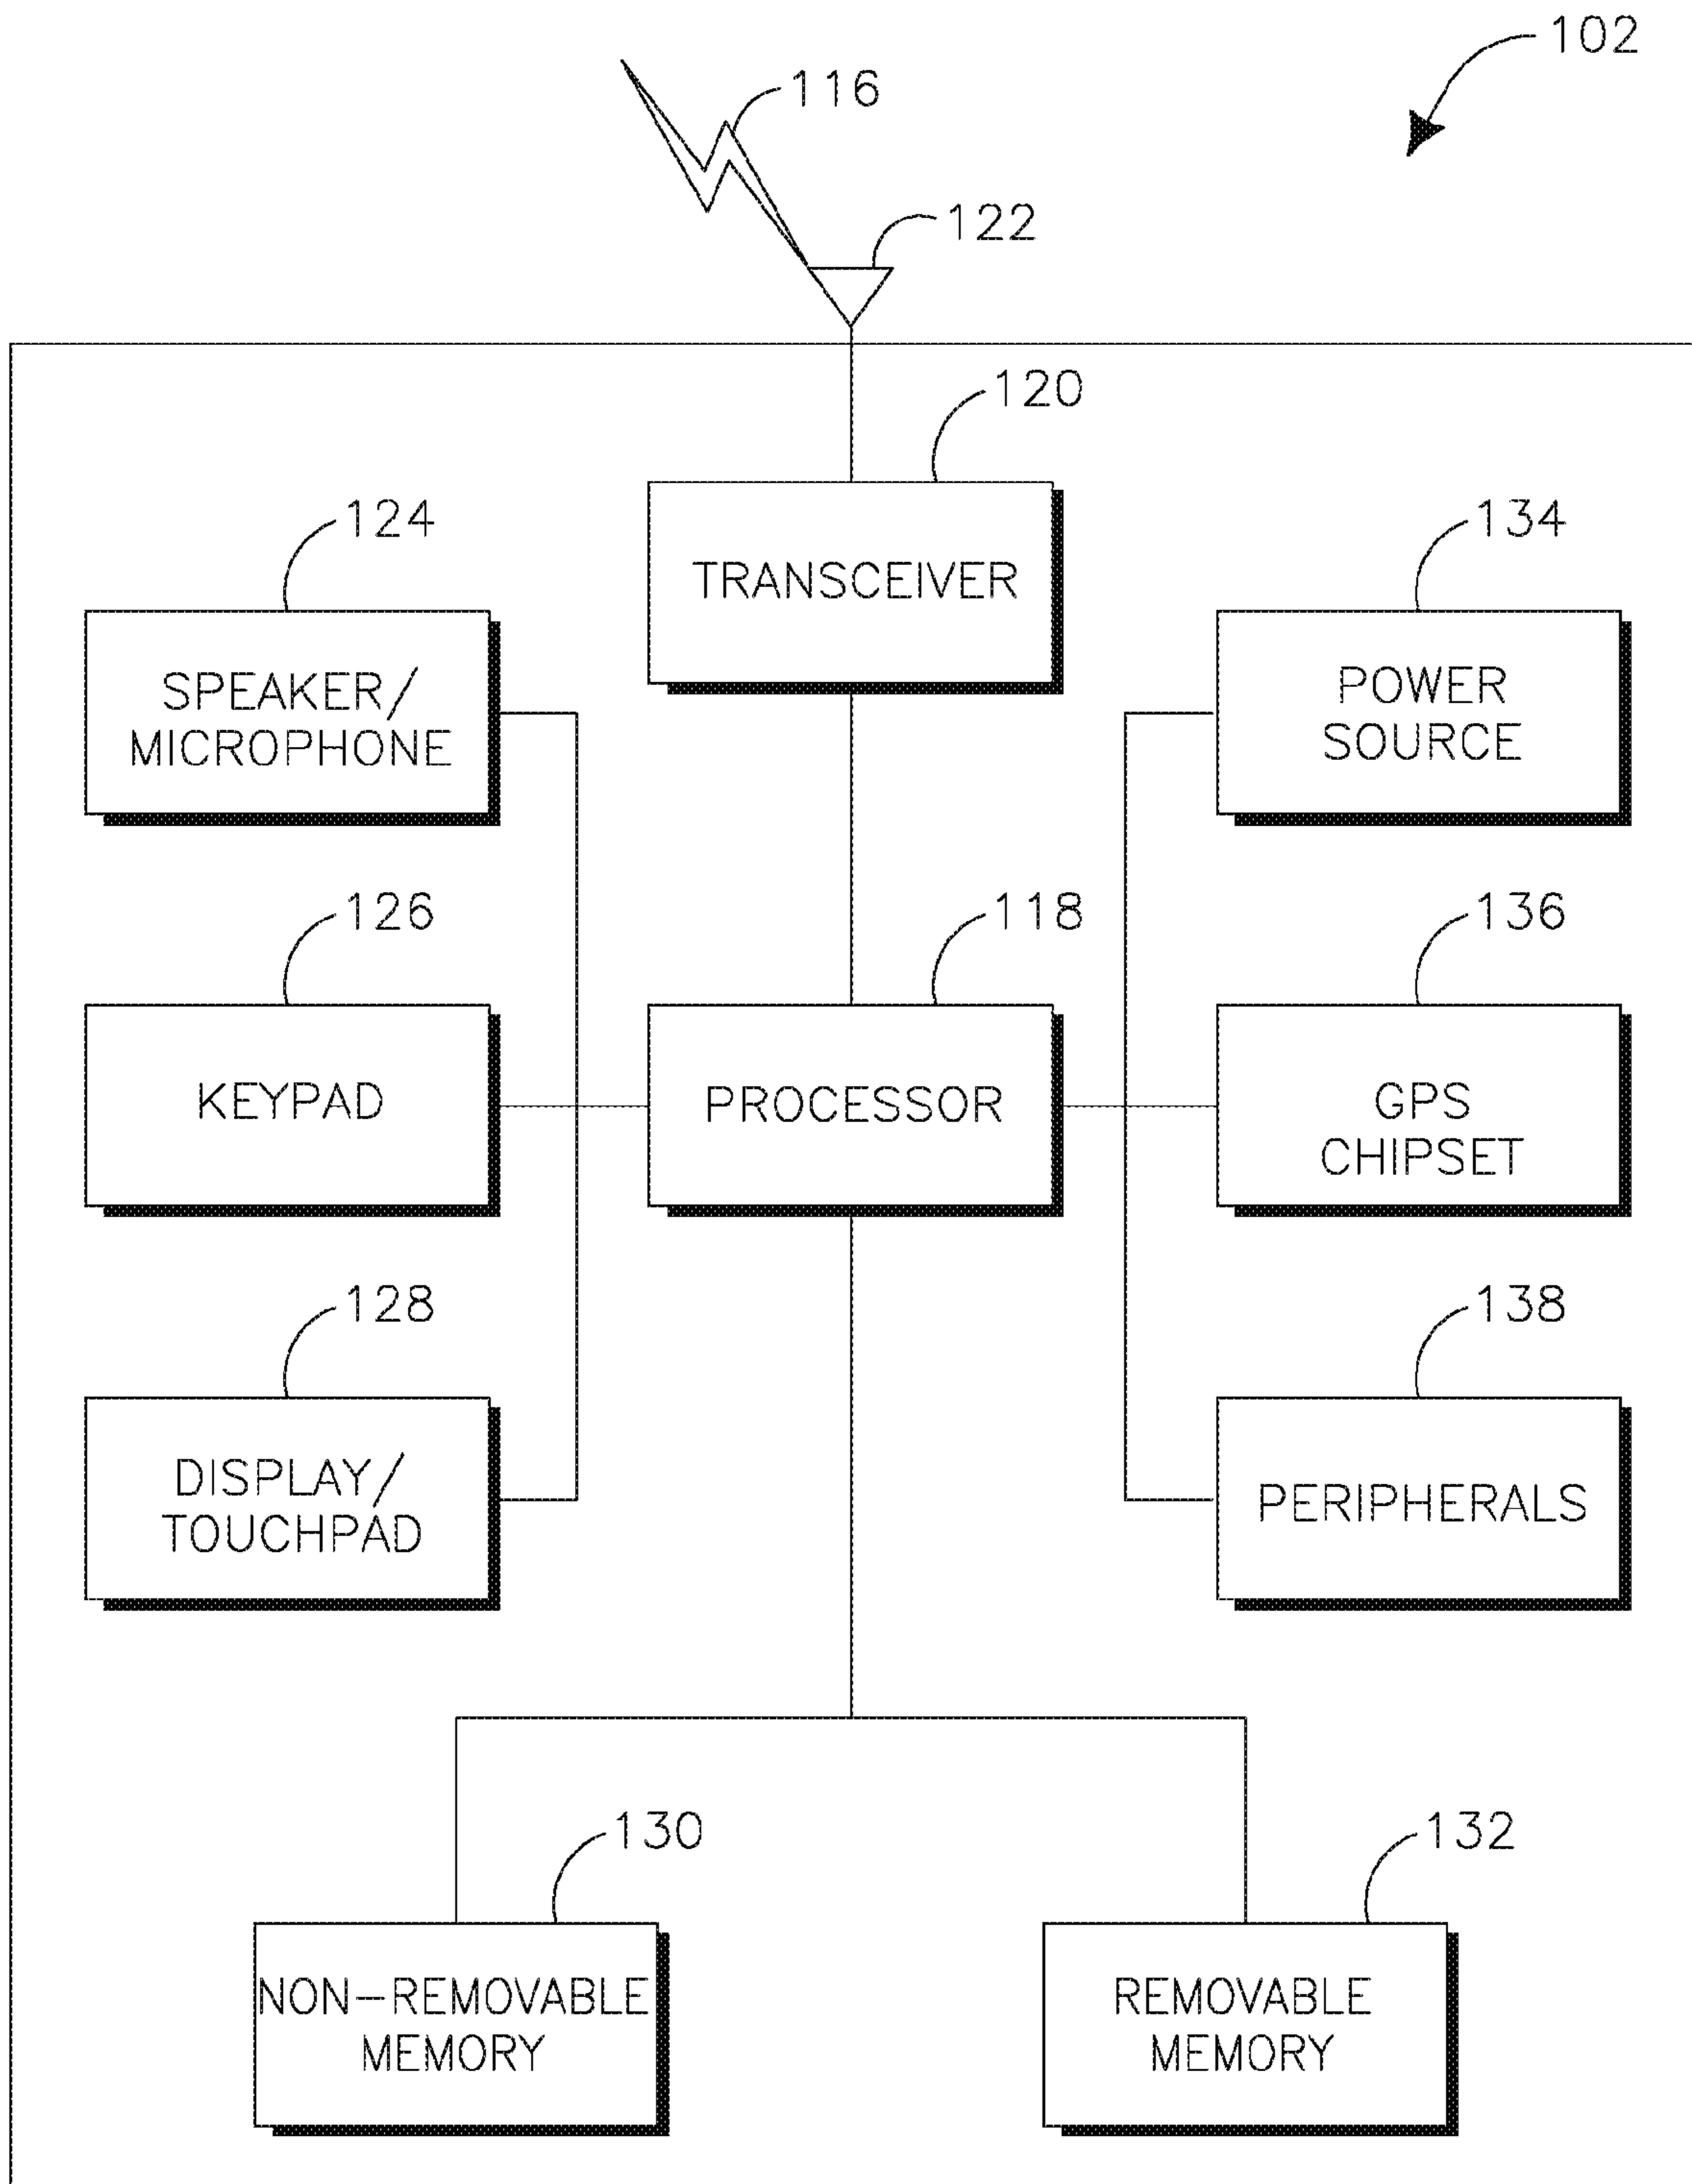 102
116
122
120
TRANSCEIVER
124
SPEAKER/
MICROPHONE
134
POWER
SOURCE
126
KEYPAD
118
PROCESSOR
136
GPS
CHIPSET
128
DISPLAY/
TOUCHPAD
138
PERIPHERALS
130
NON-REMOVABLE
MEMORY
132
REMOVABLE
MEMORY